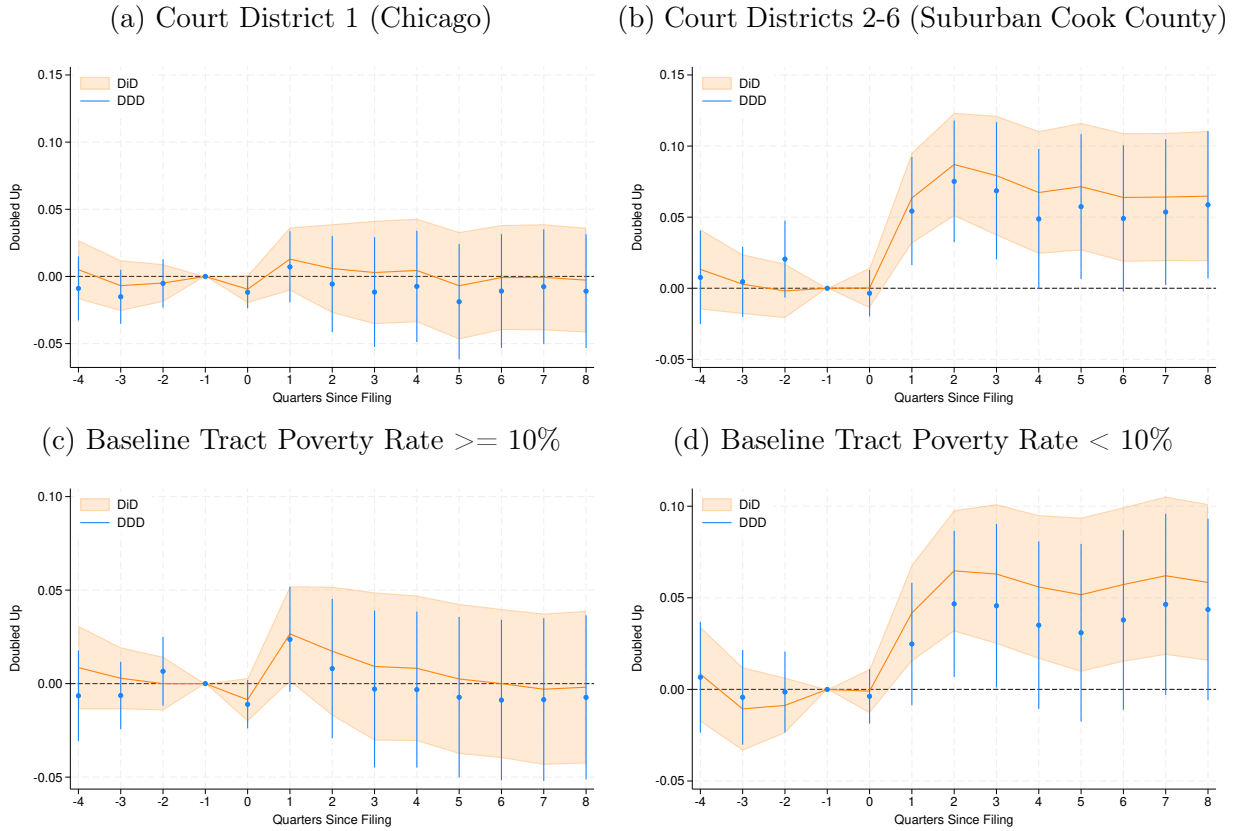 (a) Court District 1 (Chicago)
0.15
0.10
0.05
0.00
-0.05
Doubled Up
DiD
DDD
-4 -3 -2 -1 0 1 2 3 4 5 6 7 8
Quarters Since Filing
(b) Court Districts 2-6 (Suburban Cook County)
0.15
0.10
0.05
0.00
-0.05
Doubled Up
DiD
DDD
-4 -3 -2 -1 0 1 2 3 4 5 6 7 8
Quarters Since Filing
(c) Baseline Tract Poverty Rate >= 10%
0.10
0.05
0.00
-0.05
Doubled Up
DiD
DDD
-4 -3 -2 -1 0 1 2 3 4 5 6 7 8
Quarters Since Filing
(d) Baseline Tract Poverty Rate < 10%
0.10
0.05
0.00
-0.05
Doubled Up
DiD
DDD
-4 -3 -2 -1 0 1 2 3 4 5 6 7 8
Quarters Since Filing